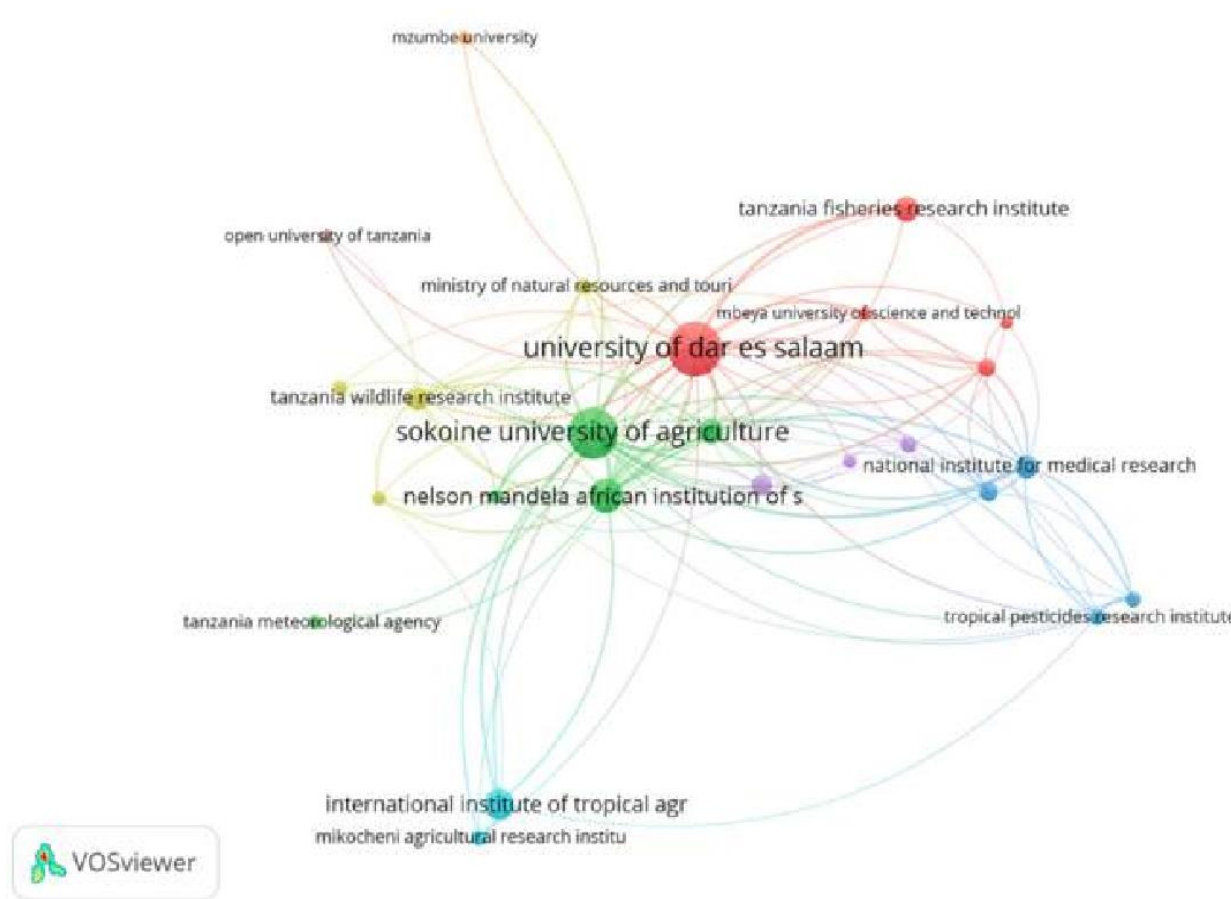 mzumbe university
tanzania fisheries research institute
open university of tanzania
ministry of natural resources and touri
mbeya university of science and technol
university of dar es salaam
tanzania wildlife research institute
sokoine university of agriculture
national institute for medical research
nelson mandela african institution of s
tropical pesticides research institute
tanzania meteorological agency
international institute of tropical agr
mikocheni agricultural research institu
VOSviewer